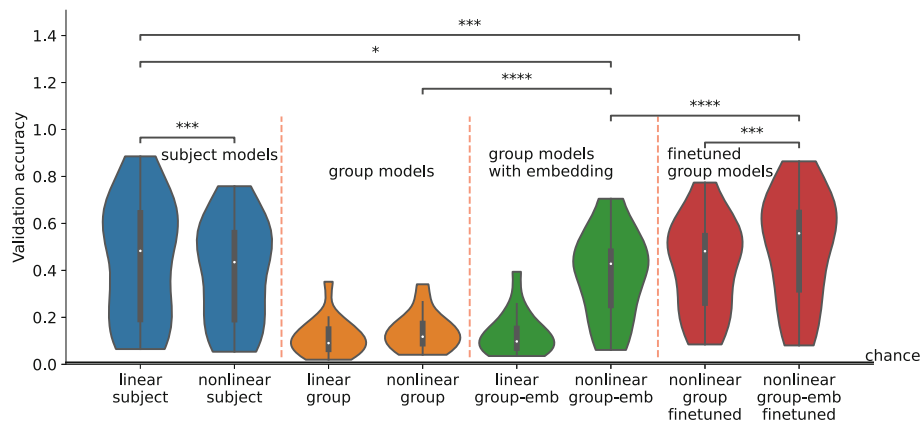 1.4
1.2
1.0
0.8
0.6
0.4
0.2
0.0
Validation accuracy
***
*
****
****
***
***
subject models
group models
group models
with embedding
finetuned
group models
chance
linear
subject
nonlinear
subject
linear
group
nonlinear
group
linear
group-emb
nonlinear
group-emb
nonlinear
group
finetuned
nonlinear
group-emb
finetuned